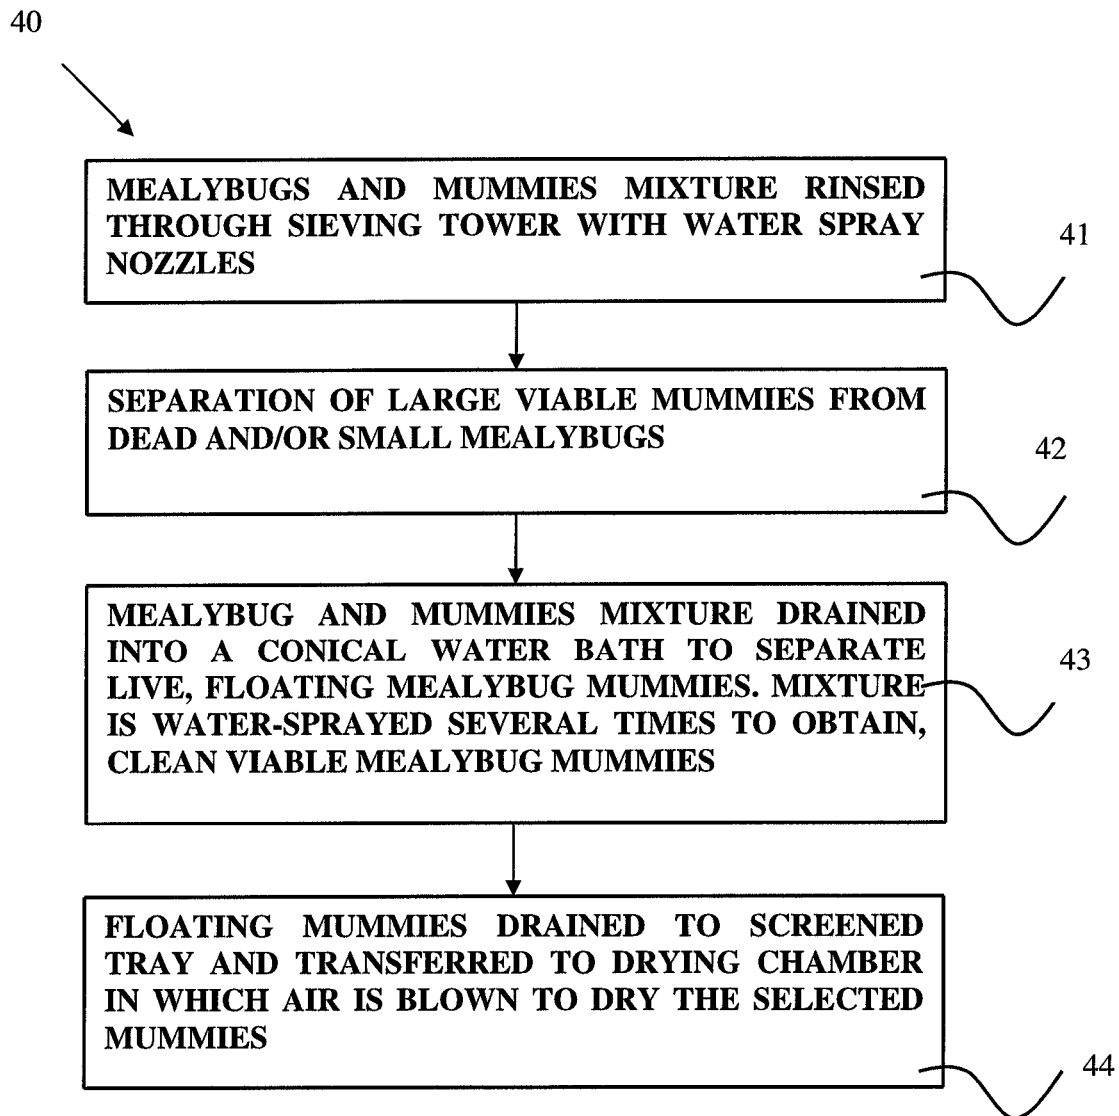 40
MEALYBUGS AND MUMMIES MIXTURE RINSED
THROUGH SIEVING TOWER WITH WATER SPRAY
NOZZLES
41
SEPARATION OF LARGE VIABLE MUMMIES FROM
DEAD AND/OR SMALL MEALYBUGS
42
MEALYBUG AND MUMMIES MIXTURE DRAINED
INTO A CONICAL WATER BATH TO SEPARATE
LIVE, FLOATING MEALYBUG MUMMIES. MIXTURE
IS WATER-SPRAYED SEVERAL TIMES TO OBTAIN,
CLEAN VIABLE MEALYBUG MUMMIES
43
FLOATING MUMMIES DRAINED TO SCREENED
TRAY AND TRANSFERRED TO DRYING CHAMBER
IN WHICH AIR IS BLOWN TO DRY THE SELECTED
MUMMIES
44